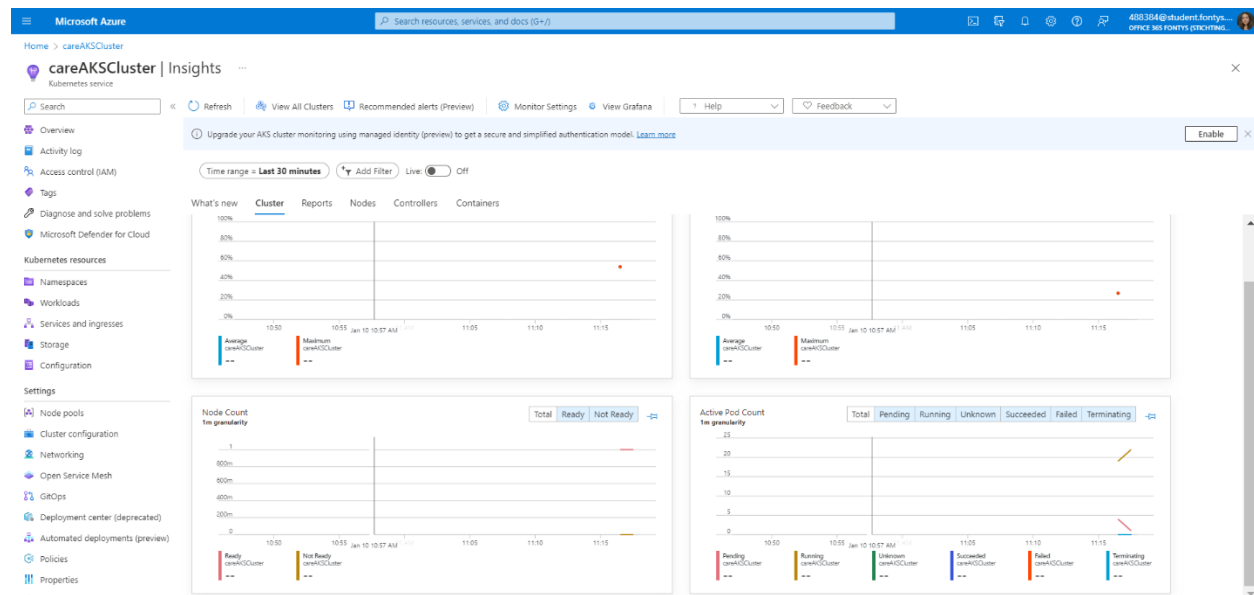 Microsoft Azure
Search resources, services, and docs (G+/)
488384@student.fontys....
OFFICE 365 FONTYS (STICHTING...
Home > careAKSCluster
careAKSCluster | Insights ...
Kubernetes service
Search
Refresh
View All Clusters
Recommended alerts (Preview)
Monitor Settings
View Grafana
Help
Feedback
Upgrade your AKS cluster monitoring using managed identity (preview) to get a secure and simplified authentication model. Learn more
Enable
Time range = Last 30 minutes
Add Filter
Live:
Off
What's new
Cluster
Reports
Nodes
Controllers
Containers
Overview
Activity log
Access control (IAM)
Tags
Diagnose and solve problems
Microsoft Defender for Cloud
Kubernetes resources
Namespaces
Workloads
Services and ingresses
Storage
Configuration
Settings
Node pools
Cluster configuration
Networking
Open Service Mesh
GitOps
Deployment center (deprecated)
Automated deployments (preview)
Policies
Properties
100%
80%
60%
40%
20%
0%
10:50
10:55
Jan 10 10:57 AM
11:05
11:10
11:15
Average
careAKSCluster
--
Maximum
careAKSCluster
--
100%
80%
60%
40%
20%
0%
10:50
10:55
Jan 10 10:57 AM
11:05
11:10
11:15
Average
careAKSCluster
--
Maximum
careAKSCluster
--
Node Count
1m granularity
Total
Ready
Not Ready
1
800m
600m
400m
200m
0
10:50
10:55
Jan 10 10:57 AM
11:05
11:10
11:15
Ready
careAKSCluster
--
Not Ready
careAKSCluster
--
Active Pod Count
1m granularity
Total
Pending
Running
Unknown
Succeeded
Failed
Terminating
25
20
15
10
5
0
10:50
10:55
Jan 10 10:57 AM
11:05
11:10
11:15
Pending
careAKSCluster
--
Running
careAKSCluster
--
Unknown
careAKSCluster
--
Succeeded
careAKSCluster
--
Failed
careAKSCluster
--
Terminating
careAKSCluster
--